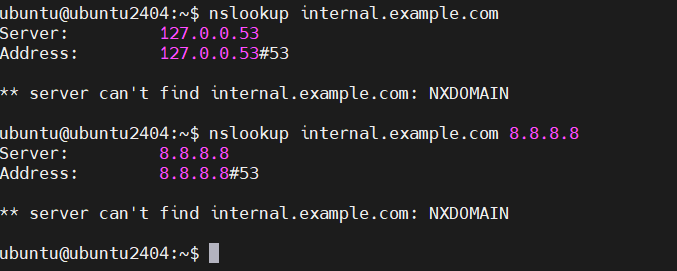 ubuntu@ubuntu2404:~$ nslookup internal.example.com
Server:         127.0.0.53
Address:        127.0.0.53#53

** server can't find internal.example.com: NXDOMAIN

ubuntu@ubuntu2404:~$ nslookup internal.example.com 8.8.8.8
Server:         8.8.8.8
Address:        8.8.8.8#53

** server can't find internal.example.com: NXDOMAIN

ubuntu@ubuntu2404:~$